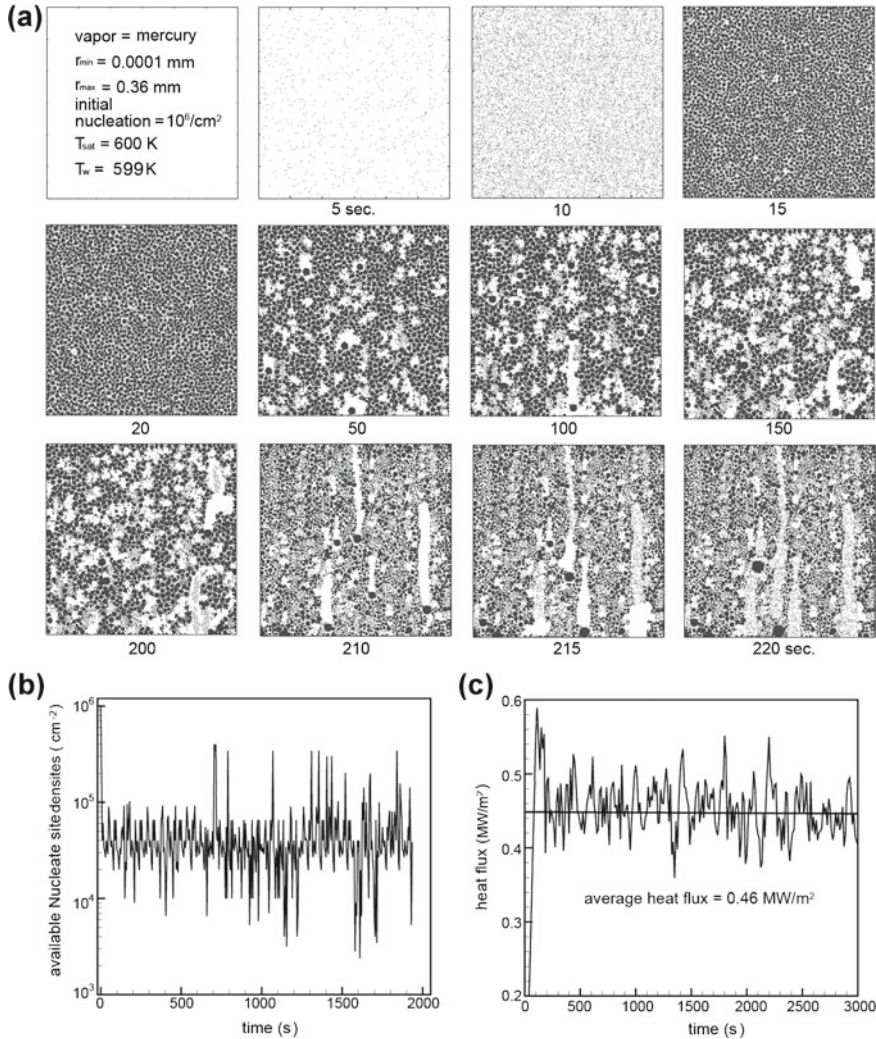 (a)
vapor = mercury
rmin = 0.0001 mm
rmax = 0.36 mm
initial
nucleation = 10⁶/cm²
Tsat = 600 K
Tw = 599 K
5 sec.
10
15
20
50
100
150
200
210
215
220 sec.
(b)
available Nucleate sitedensites ( cm⁻²)
10⁶
10⁵
10⁴
10³
0
500
1000
1500
2000
time (s)
(c)
heat flux (MW/m²)
0.6
0.5
0.4
0.3
0.2
average heat flux = 0.46 MW/m²
0
500
1000
1500
2000
2500
3000
time (s)